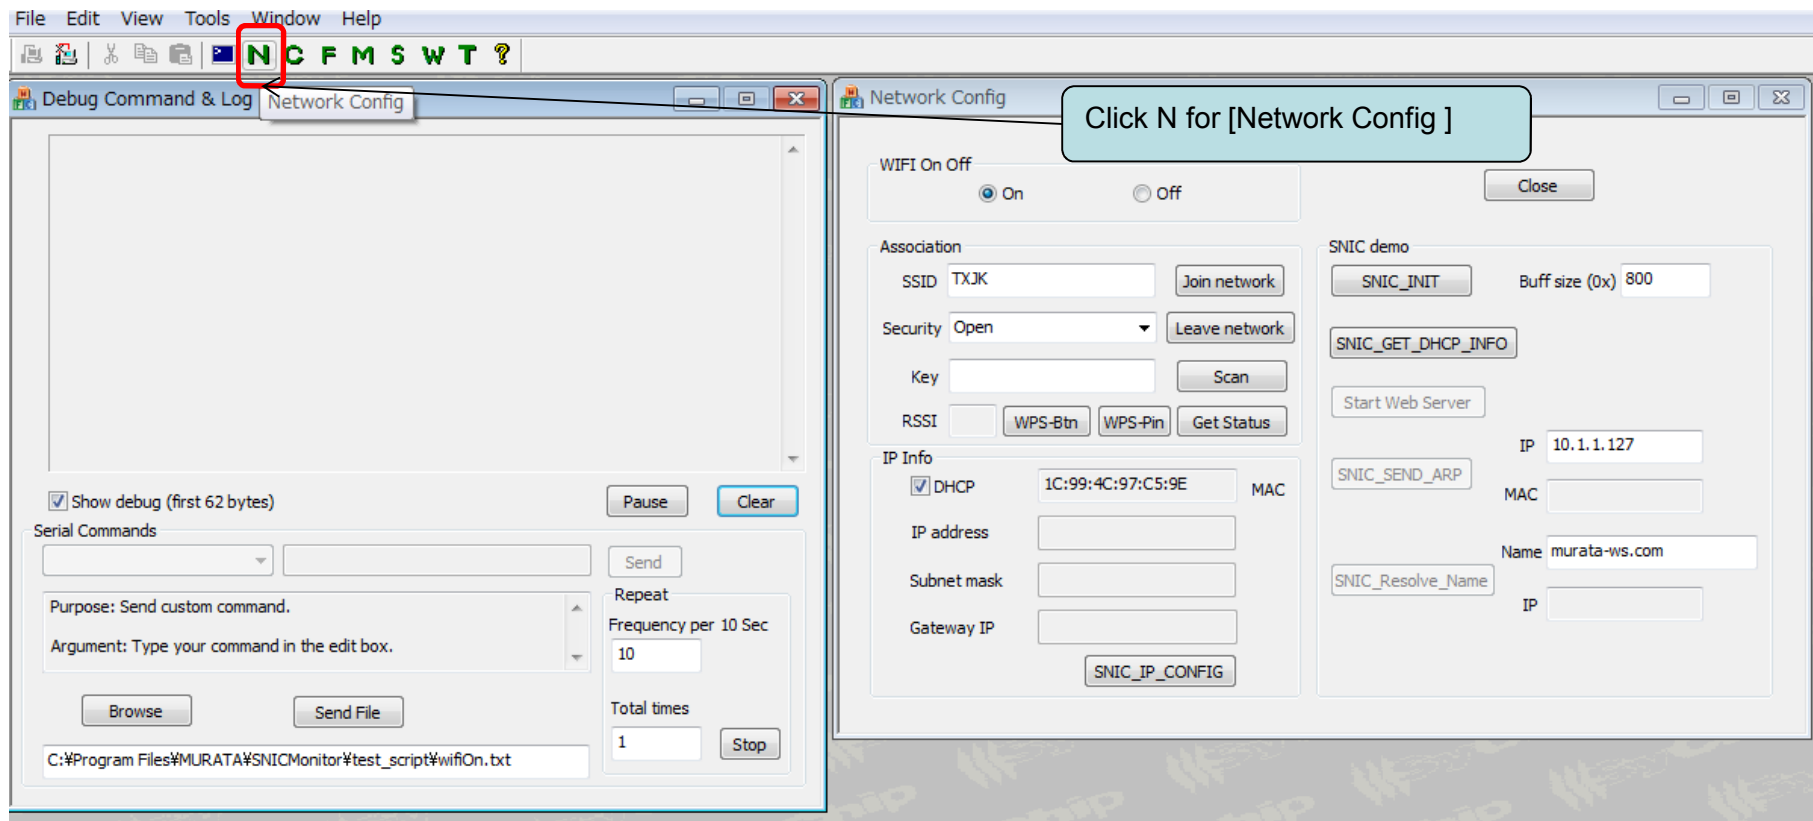 File Edit View Tools Window Help
N C F M S W T ?
Debug Command & Log
Network Config
Network Config
Click N for [Network Config ]
WIFI On Off
On Off
Close
Association
SSID TXJK Join network
Security Open Leave network
Key Scan
RSSI WPS-Btn WPS-Pin Get Status
IP Info
DHCP 1C:99:4C:97:C5:9E MAC
IP address
Subnet mask
Gateway IP
SNIC_IP_CONFIG
SNIC demo
SNIC_INIT Buff size (0x) 800
SNIC_GET_DHCP_INFO
Start Web Server
IP 10.1.1.127
SNIC_SEND_ARP
MAC
Name murata-ws.com
SNIC_Resolve_Name
IP
Show debug (first 62 bytes) Pause Clear
Serial Commands
Send
Purpose: Send custom command.
Argument: Type your command in the edit box.
Repeat
Frequency per 10 Sec
10
Total times
1 Stop
Browse Send File
C:¥Program Files¥MURATA¥SNICMonitor¥test_script¥wifiOn.txt